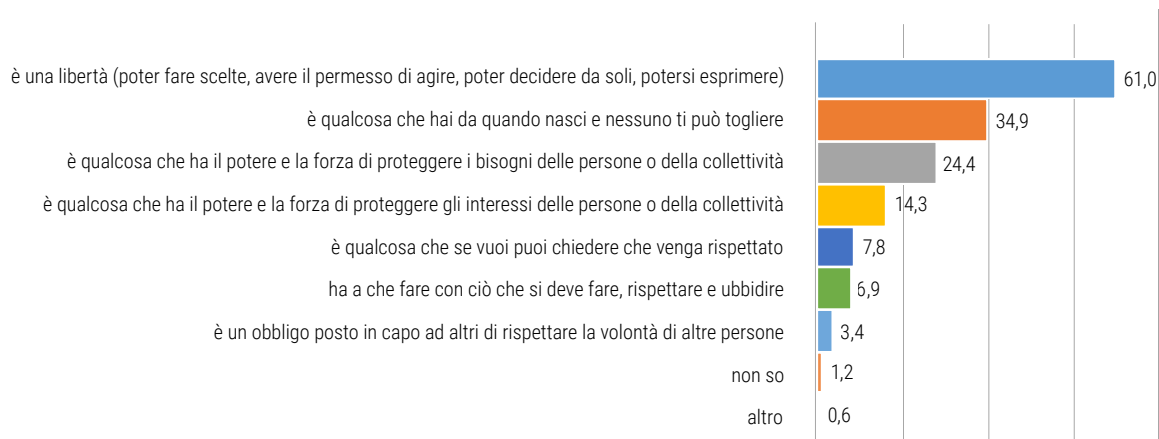 è una libertà (poter fare scelte, avere il permesso di agire, poter decidere da soli, potersi esprimere) 61,0
è qualcosa che hai da quando nasci e nessuno ti può togliere 34,9
è qualcosa che ha il potere e la forza di proteggere i bisogni delle persone o della collettività 24,4
è qualcosa che ha il potere e la forza di proteggere gli interessi delle persone o della collettività 14,3
è qualcosa che se vuoi puoi chiedere che venga rispettato 7,8
ha a che fare con ciò che si deve fare, rispettare e ubbidire 6,9
è un obbligo posto in capo ad altri di rispettare la volontà di altre persone 3,4
non so 1,2
altro 0,6